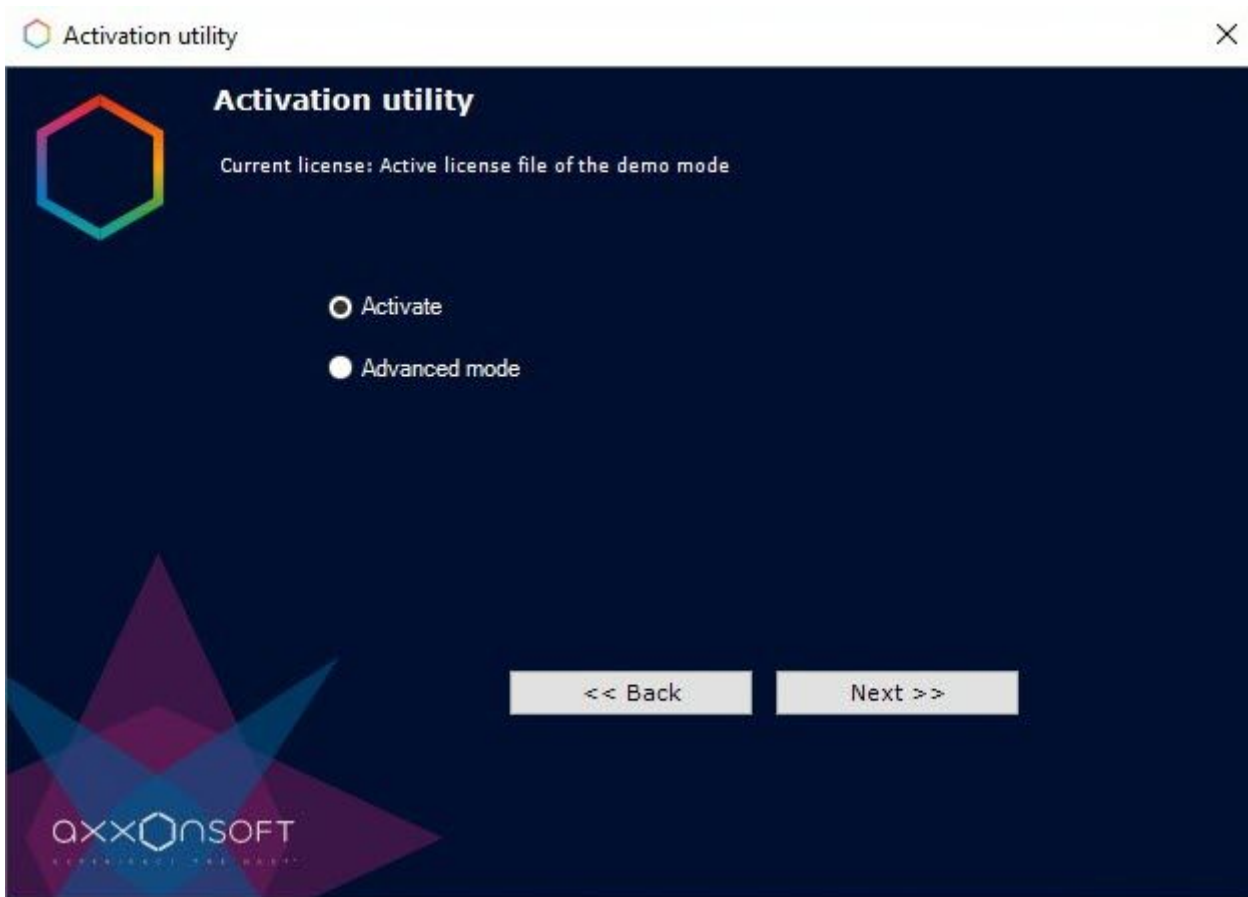 Activation utility
Activation utility
Current license: Active license file of the demo mode
Activate
Advanced mode
<< Back
Next >>
axxonsoft